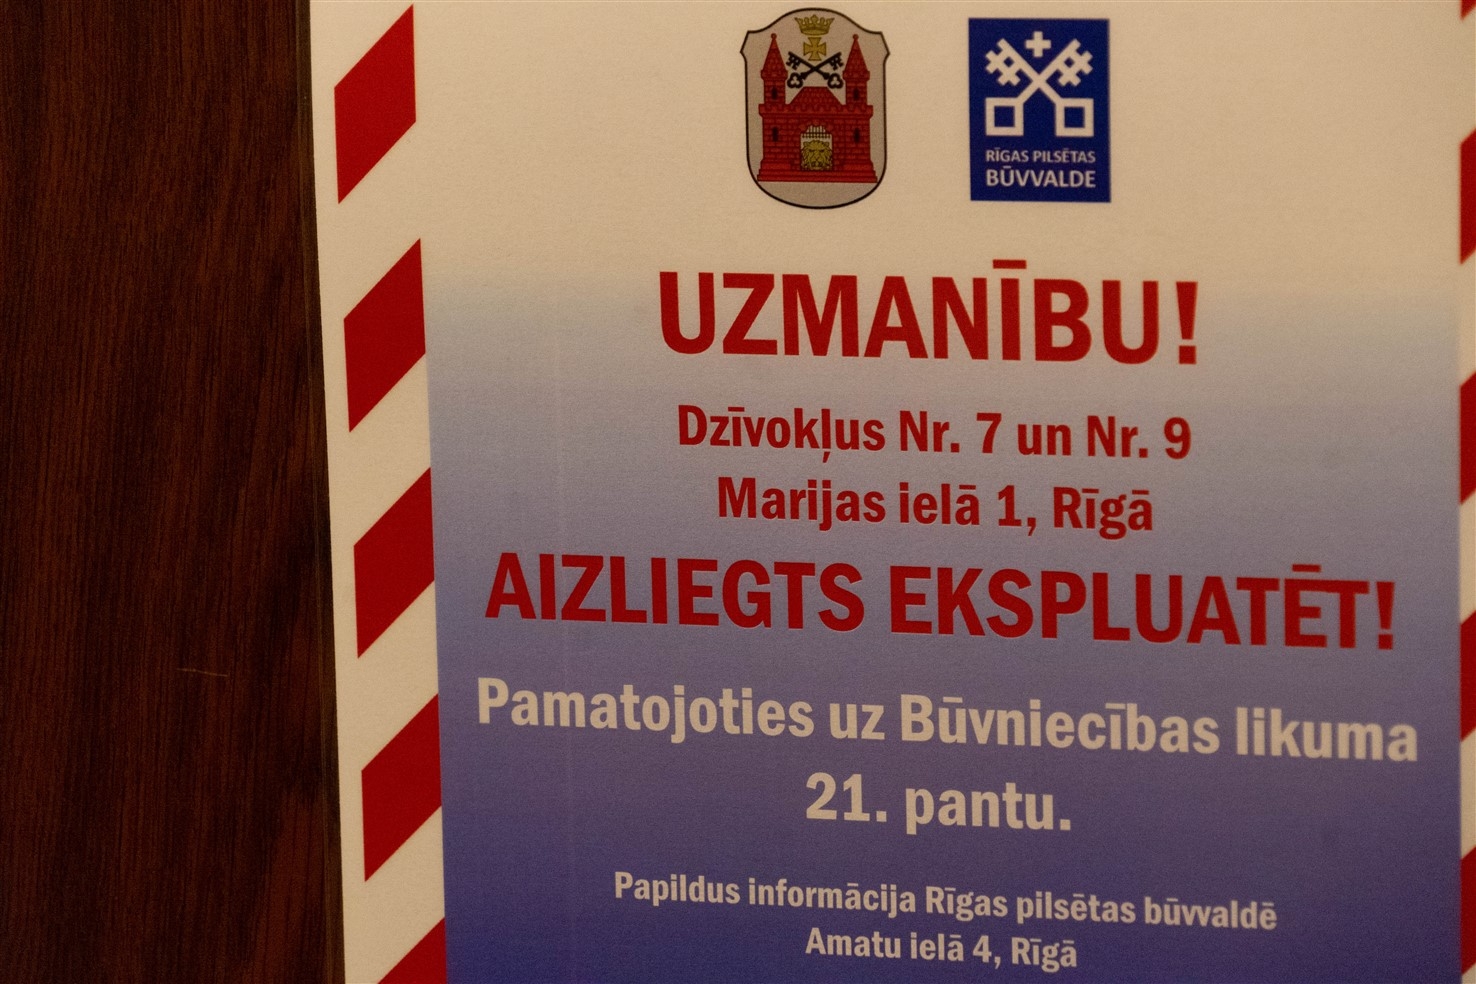 RĪGAS PILSĒTAS
BŪVVALDE
UZMANĪBU!
Dzīvokļus Nr. 7 un Nr. 9
Marijas ielā 1, Rīgā
AIZLIEGTS EKSPLUATĒT!
Pamatojoties uz Būvniecības likuma
21. pantu.
Papildus informācija Rīgas pilsētas būvvaldē
Amatu ielā 4, Rīgā